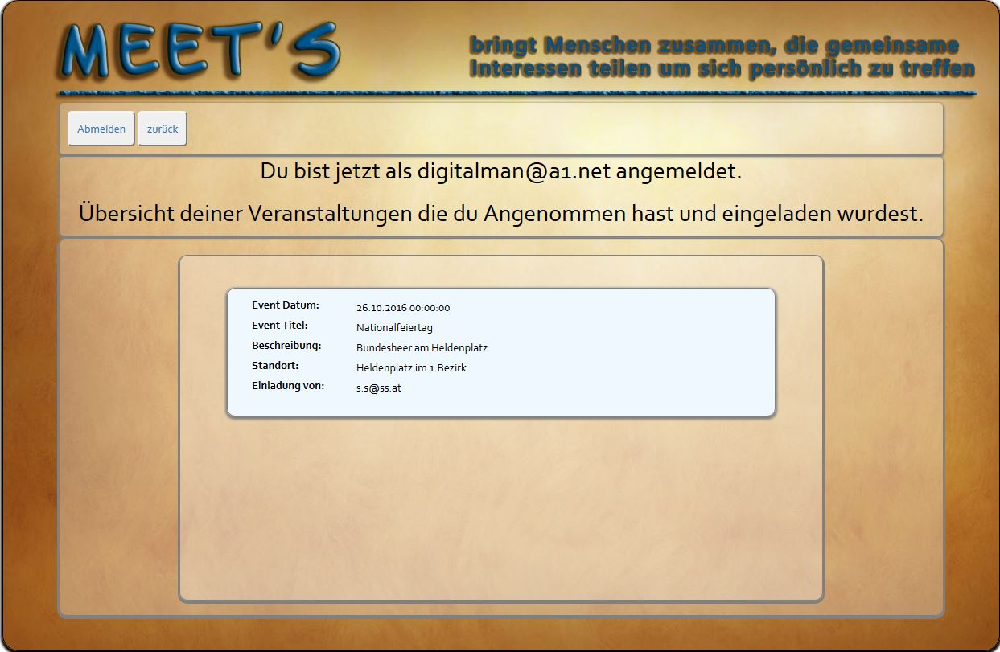 MEET'S
bringt Menschen zusammen, die gemeinsame
Interessen teilen um sich persönlich zu treffen
Abmelden zurück
Du bist jetzt als digitalman@a1.net angemeldet.
Übersicht deiner Veranstaltungen die du Angenommen hast und eingeladen wurdest.
Event Datum: 26.10.2016 00:00:00
Event Titel: Nationalfeiertag
Beschreibung: Bundesheer am Heldenplatz
Standort: Heldenplatz im 1.Bezirk
Einladung von: s.s@ss.at